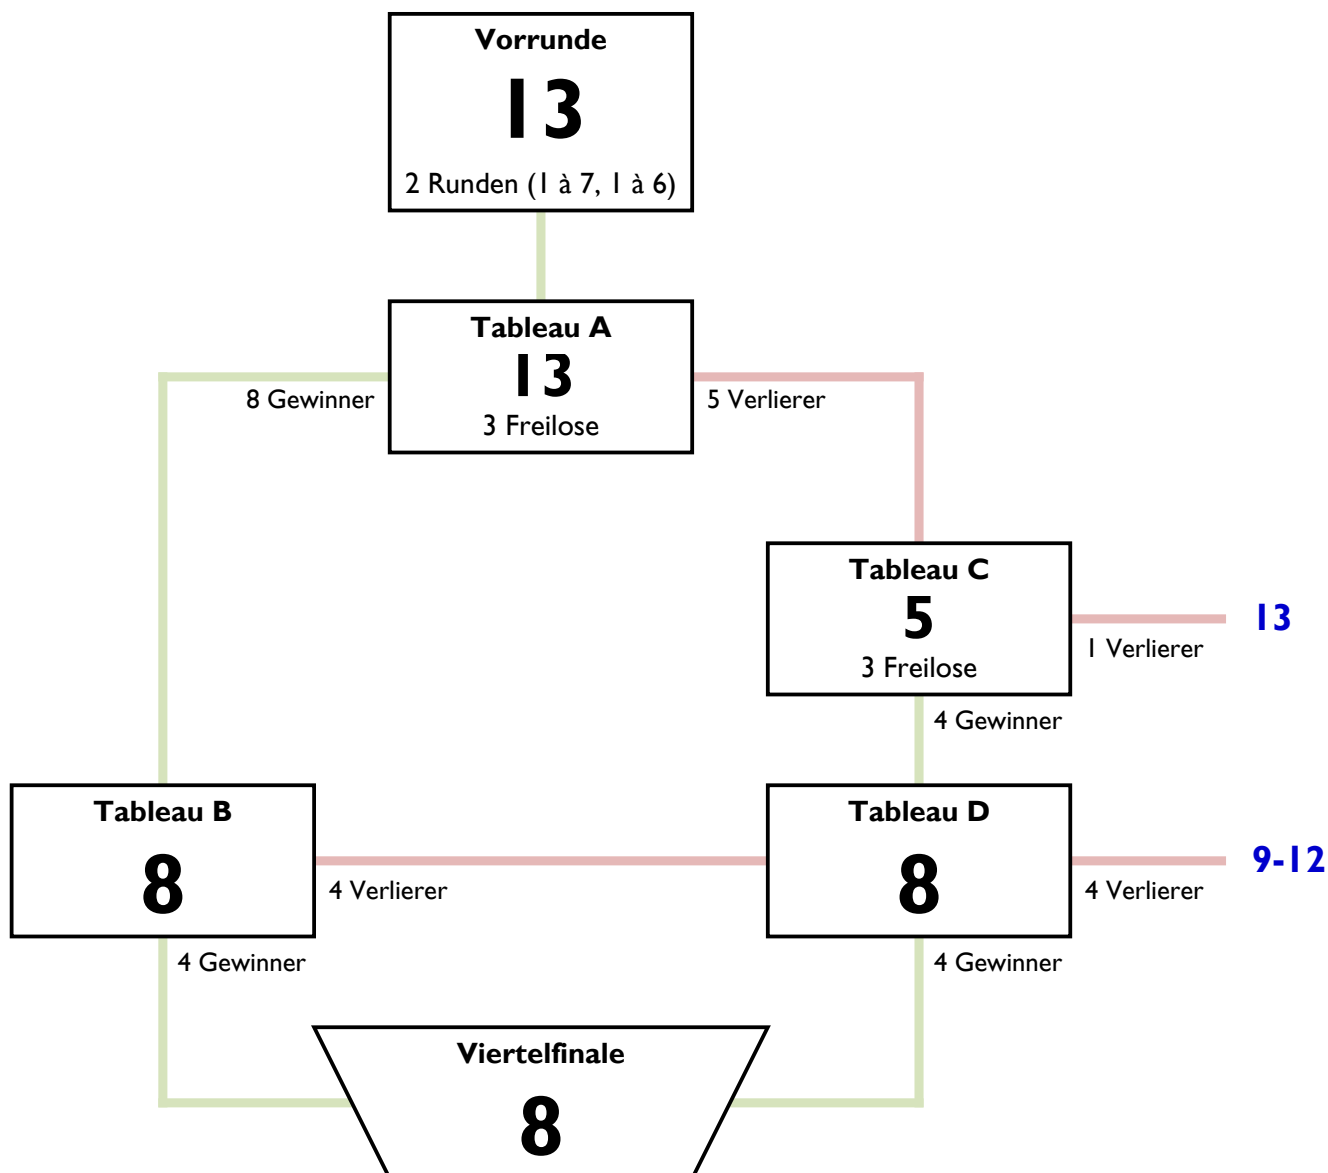 Vorrunde
13
2 Runden (1 à 7, 1 à 6)
Tableau A
13
3 Freilose
8 Gewinner
5 Verlierer
Tableau C
5
3 Freilose
13
1 Verlierer
4 Gewinner
Tableau B
8
4 Verlierer
4 Gewinner
Tableau D
8
9-12
4 Verlierer
4 Gewinner
Viertelfinale
8